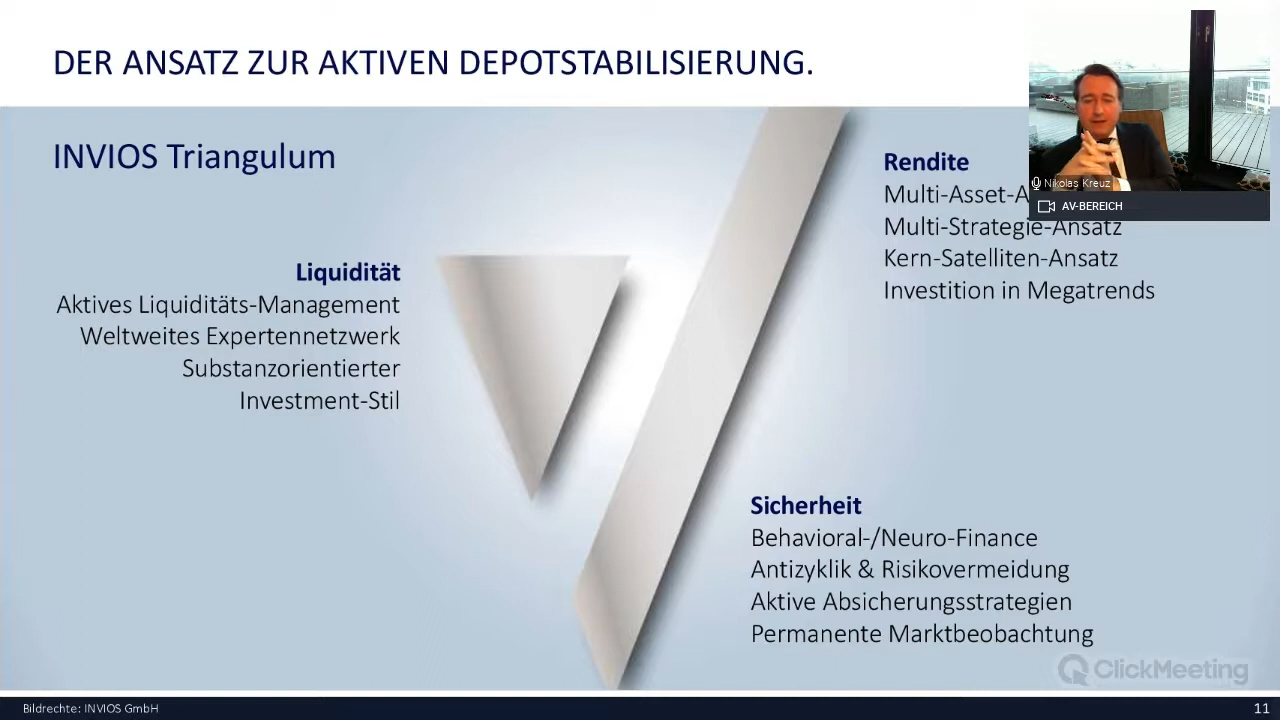 DER ANSATZ ZUR AKTIVEN DEPOTSTABILISIERUNG.
INVIOS Triangulum
Liquidität
Aktives Liquiditäts-Management
Weltweites Expertennetzwerk
Substanzorientierter
Investment-Stil
Rendite
Multi-Asset-A
Multi-Strategie-Ansatz
Kern-Satelliten-Ansatz
Investition in Megatrends
Nikolas Kreuz
AV-BEREICH
Sicherheit
Behavioral-/Neuro-Finance
Antizyklik & Risikovermeidung
Aktive Absicherungsstrategien
Permanente Marktbeobachtung
ClickMeeting
Bildrechte: INVIOS GmbH
11